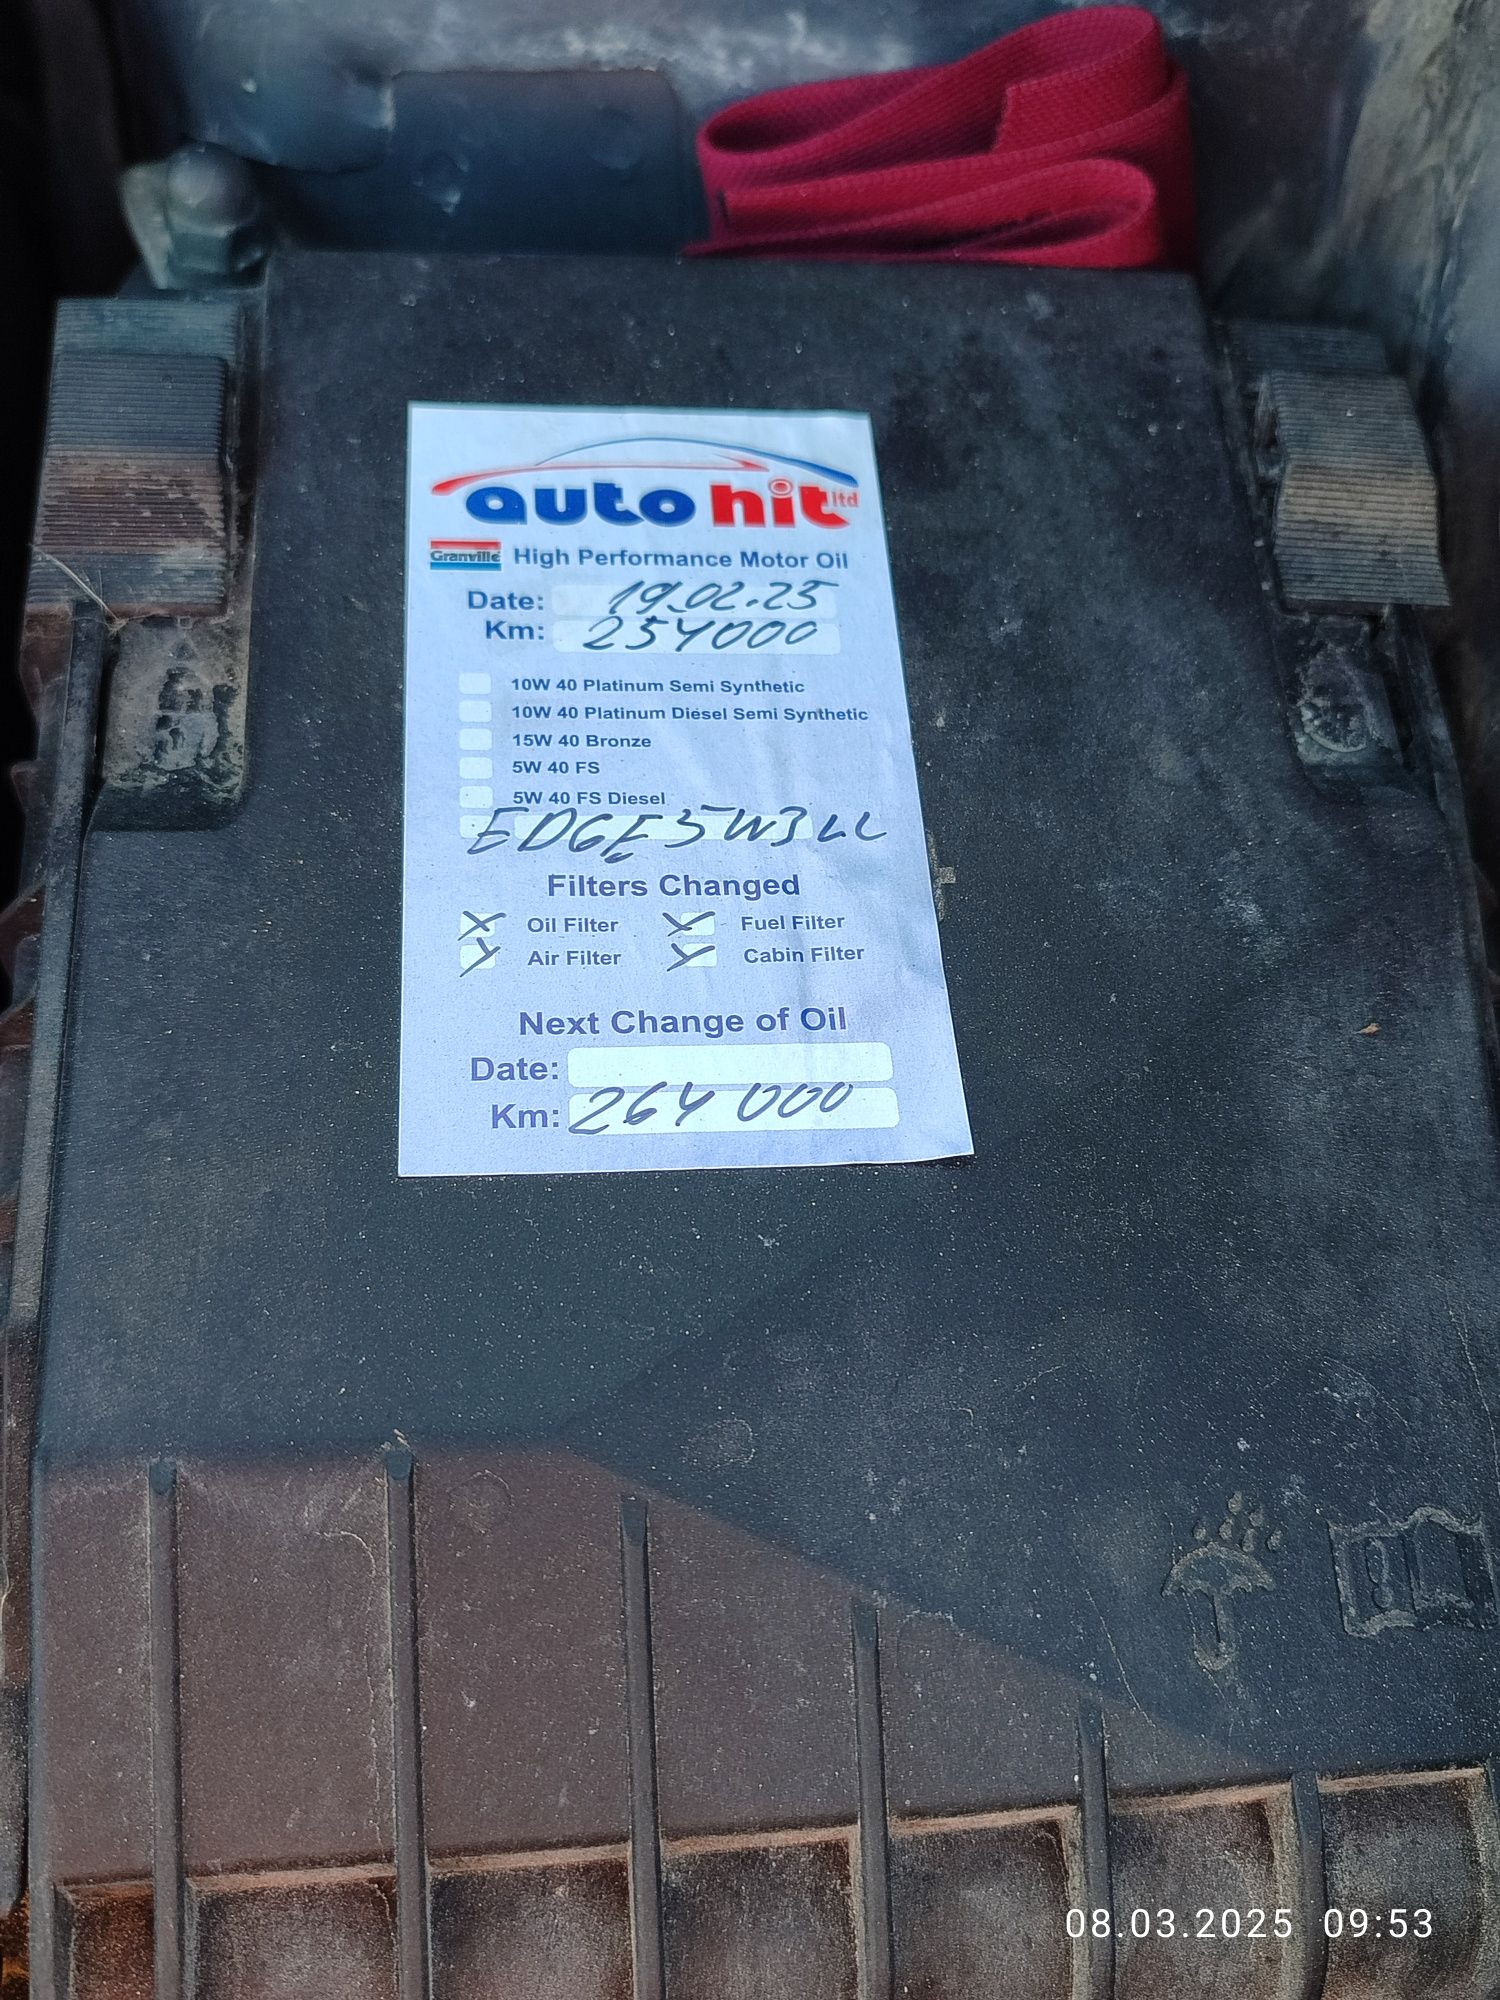 auto hit ltd
Granville High Performance Motor Oil
Date: 19.02.25
Km: 254000
10W 40 Platinum Semi Synthetic
10W 40 Platinum Diesel Semi Synthetic
15W 40 Bronze
5W 40 FS
5W 40 FS Diesel
EDGE 5W3LL
Filters Changed
Oil Filter Fuel Filter
Air Filter Cabin Filter
Next Change of Oil
Date:
Km: 264 000
08.03.2025 09:53